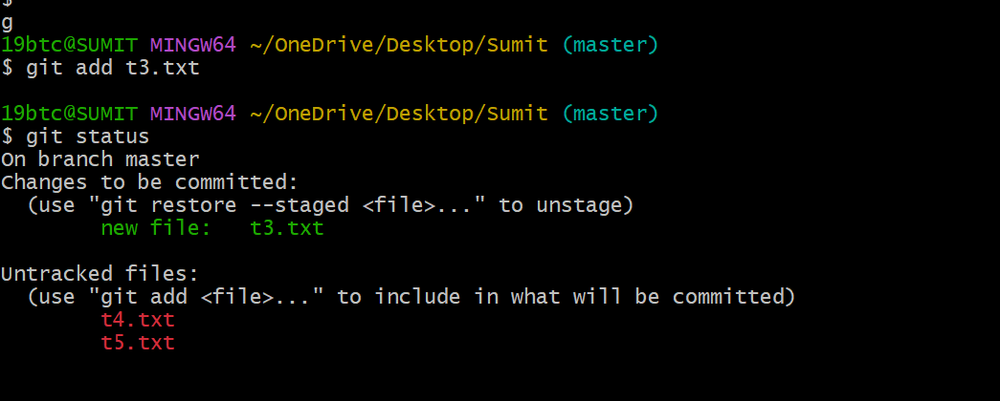 $
g
19btc@SUMIT MINGW64 ~/OneDrive/Desktop/Sumit (master)
$ git add t3.txt
19btc@SUMIT MINGW64 ~/OneDrive/Desktop/Sumit (master)
$ git status
On branch master
Changes to be committed:
  (use "git restore --staged <file>..." to unstage)
        new file:   t3.txt
Untracked files:
  (use "git add <file>..." to include in what will be committed)
        t4.txt
        t5.txt